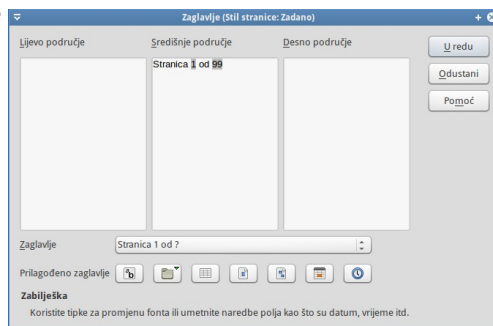 Zaglavlje (Stil stranice: Zadano)
Lijevo područje
Središnje područje
Desno područje
Stranica 1 od 99
U redu
Odustani
Pomoć
Zaglavlje
Stranica 1 od ?
Prilagođeno zaglavlje
Zabilješka
Koristite tipke za promjenu fonta ili umetnite naredbe polja kao što su datum, vrijeme itd.